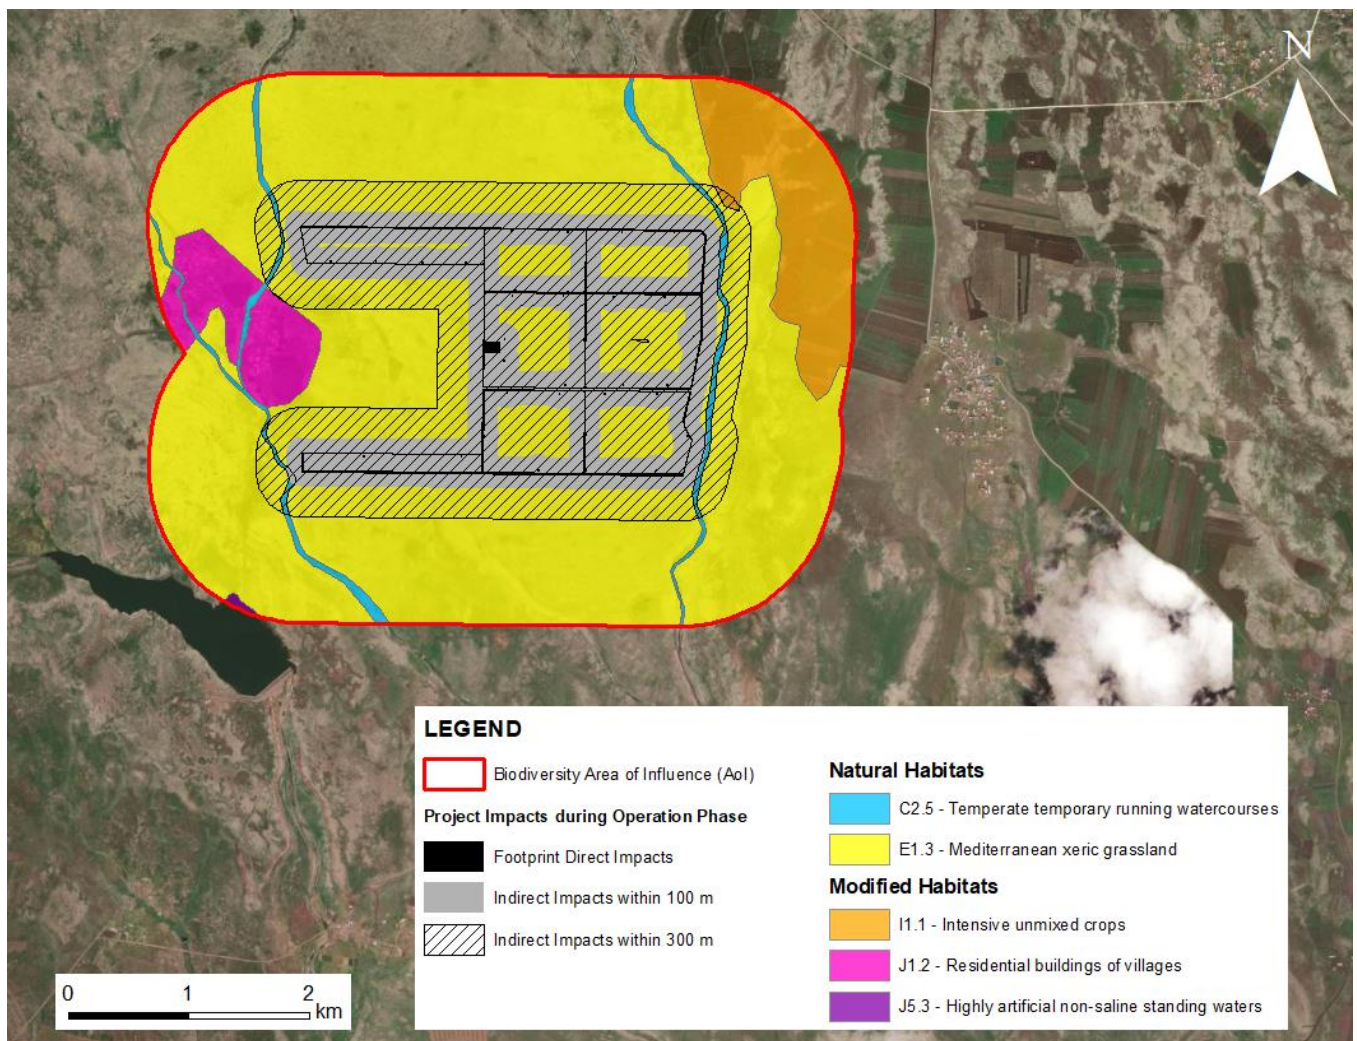 N
LEGEND
Biodiversity Area of Influence (AoI)
Project Impacts during Operation Phase
Footprint Direct Impacts
Indirect Impacts within 100 m
Indirect Impacts within 300 m
Natural Habitats
C2.5 - Temperate temporary running watercourses
E1.3 - Mediterranean xeric grassland
Modified Habitats
I1.1 - Intensive unmixed crops
J1.2 - Residential buildings of villages
J5.3 - Highly artificial non-saline standing waters
0 1 2
km